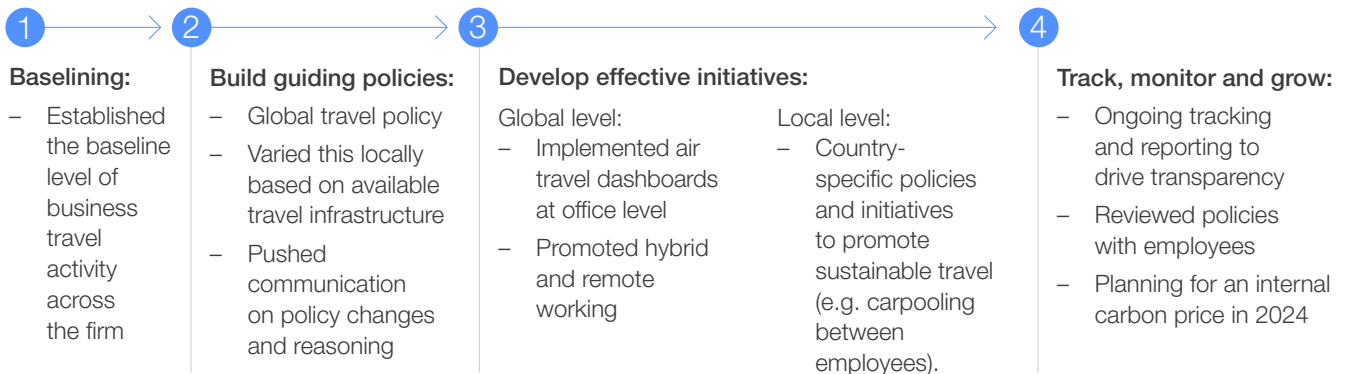 1
Baselining:
– Established
the baseline
level of
business
travel
activity
across
the firm
2
Build guiding policies:
– Global travel policy
– Varied this locally
based on available
travel infrastructure
– Pushed
communication
on policy changes
and reasoning
3
Develop effective initiatives:
Global level:
– Implemented air
travel dashboards
at office level
– Promoted hybrid
and remote
working
Local level:
– Country-
specific policies
and initiatives
to promote
sustainable travel
(e.g. carpooling
between
employees).
4
Track, monitor and grow:
– Ongoing tracking
and reporting to
drive transparency
– Reviewed policies
with employees
– Planning for an internal
carbon price in 2024